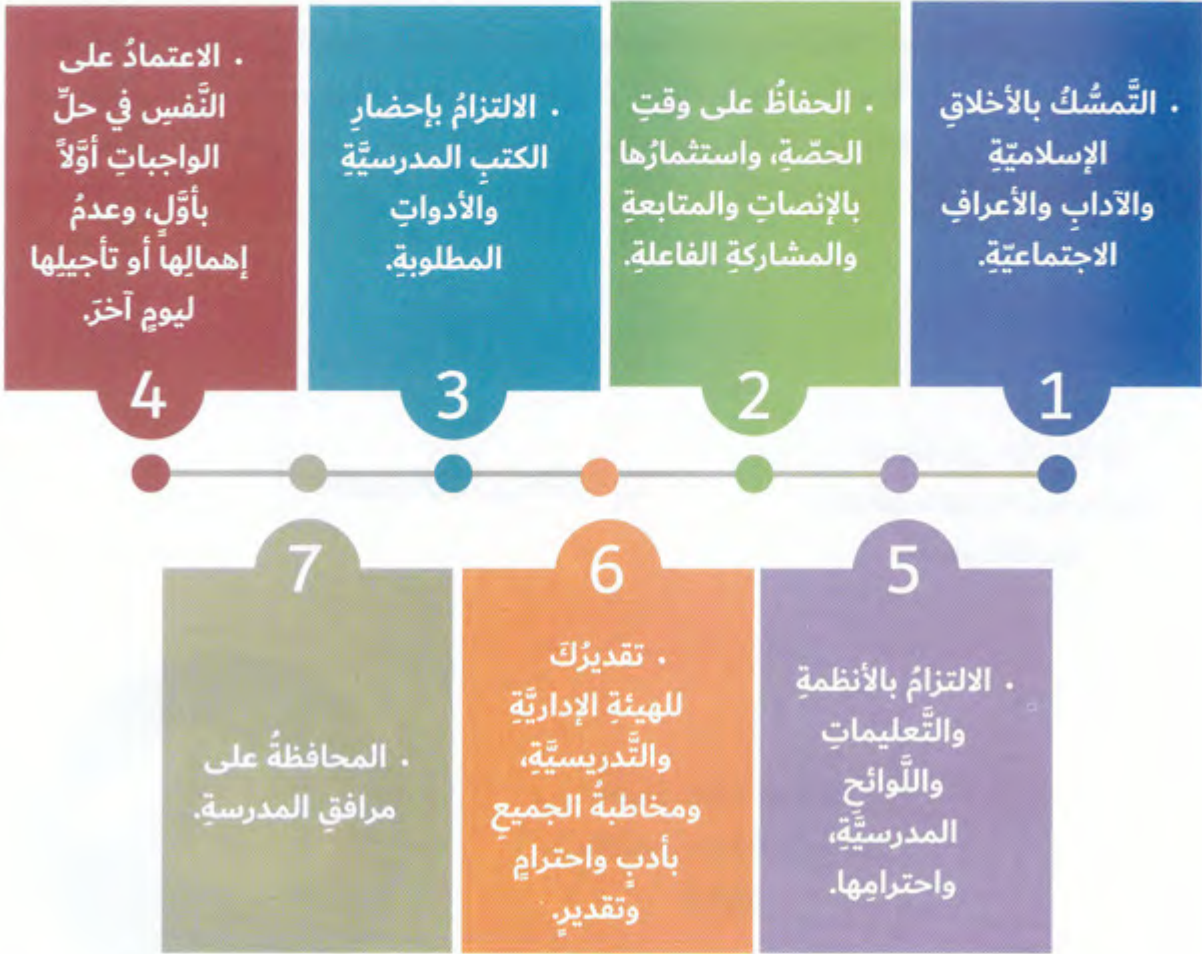 • التَّمسُّكُ بالأخلاقِ
الإسلاميّةِ
والآدابِ والأعرافِ
الاجتماعيّةِ.
1
• الحفاظُ على وقتِ
الحصّةِ، واستثمارُها
بالإنصاتِ والمتابعةِ
والمشاركةِ الفاعلةِ.
2
• الالتزامُ بإحضارِ
الكتبِ المدرسيَّةِ
والأدواتِ
المطلوبةِ.
3
• الاعتمادُ على
النَّفسِ في حلِّ
الواجباتِ أوَّلاً
بأوَّلٍ، وعدمُ
إهمالِها أو تأجيلِها
ليومٍ آخرَ.
4
5
• الالتزامُ بالأنظمةِ
والتَّعليماتِ
واللَّوائحِ
المدرسيَّةِ،
واحترامِها.
6
• تقديرُكَ
للهيئةِ الإداريَّةِ
والتَّدريسيَّةِ،
ومخاطبةُ الجميعِ
بأدبٍ واحترامٍ
وتقديرٍ.
7
• المحافظةُ على
مرافقِ المدرسةِ.